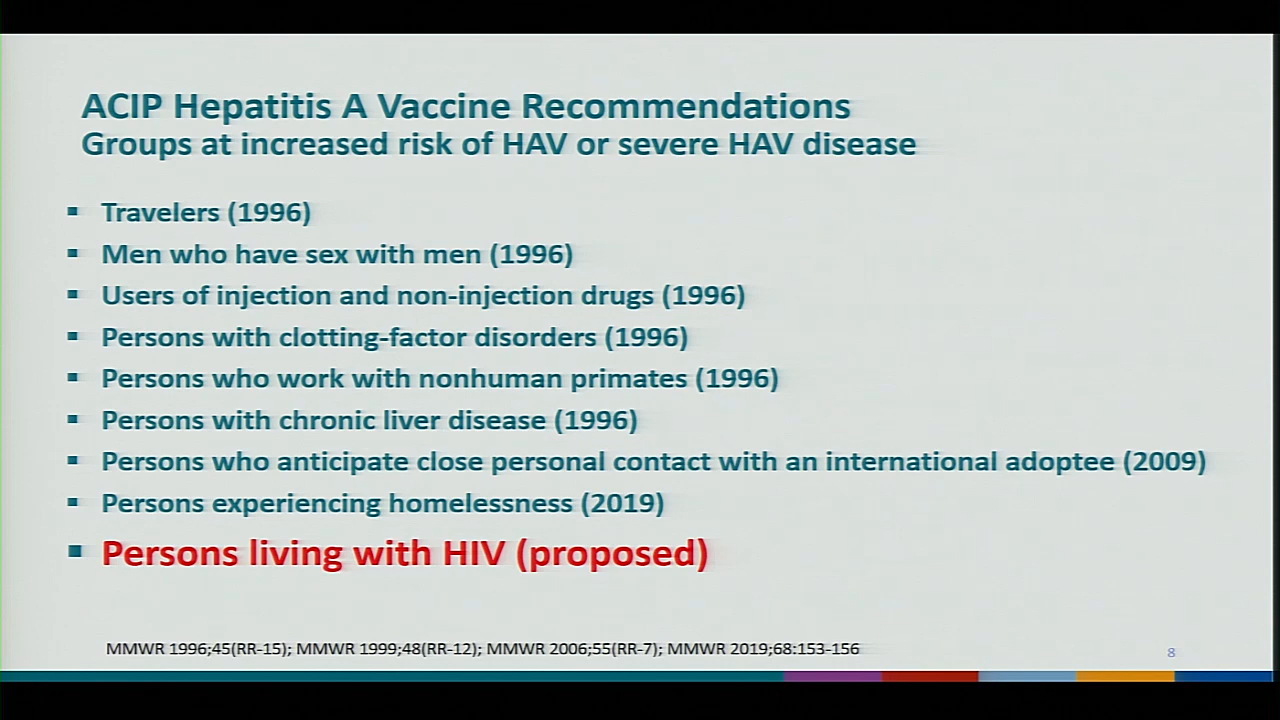 ACIP Hepatitis A Vaccine Recommendations
Groups at increased risk of HAV or severe HAV disease
▪ Travelers (1996)
▪ Men who have sex with men (1996)
▪ Users of injection and non-injection drugs (1996)
▪ Persons with clotting-factor disorders (1996)
▪ Persons who work with nonhuman primates (1996)
▪ Persons with chronic liver disease (1996)
▪ Persons who anticipate close personal contact with an international adoptee (2009)
▪ Persons experiencing homelessness (2019)
▪ Persons living with HIV (proposed)
MMWR 1996;45(RR-15); MMWR 1999;48(RR-12); MMWR 2006;55(RR-7); MMWR 2019;68:153-156
8